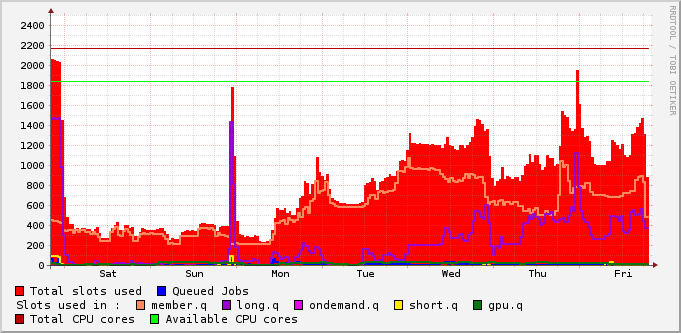 2400
2200
2000
1800
1600
1400
1200
1000
800
600
400
200
0
Sat Sun Mon Tue Wed Thu Fri
RRDTOOL / TOBI OETIKER
Total slots used Queued Jobs
Slots used in : member.q long.q ondemand.q short.q gpu.q
Total CPU cores Available CPU cores